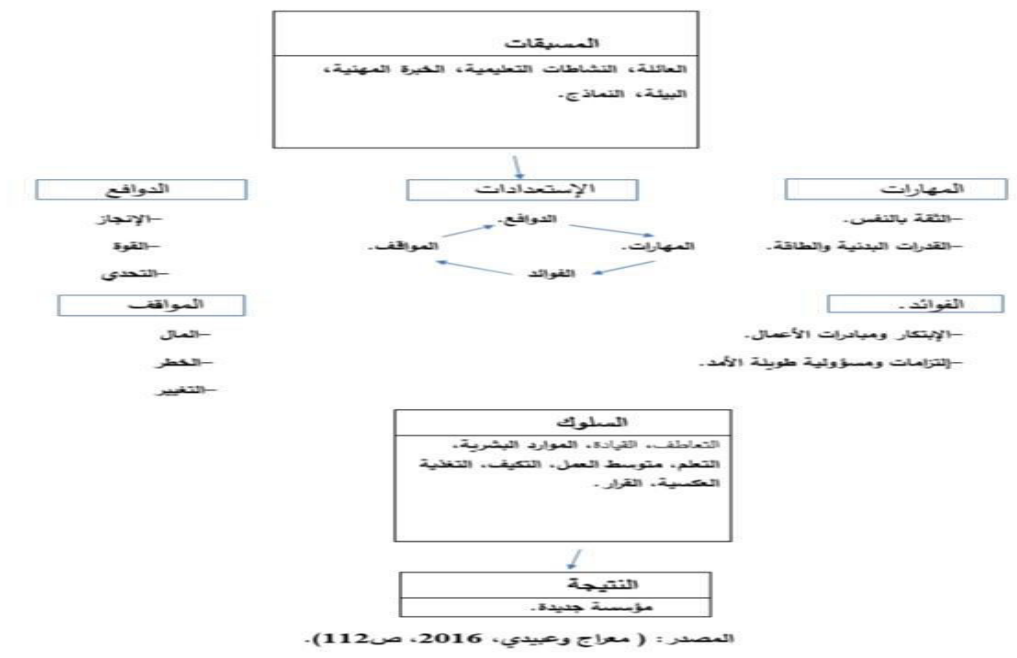 المسبقات
العائلة، النشاطات التعليمية، الخبرة المهنية،
البيئة، النماذج.
المهارات
الإستعدادات
الدوافع
-الثقة بالنفس.
الدوافع.
-الإنجاز
-القدرات البدنية والطاقة.
المهارات.
المواقف.
-القوة
الفوائد
-التحدي
الفوائد.
المواقف
-الإبتكار ومبادرات الأعمال.
-المال
-إلتزامات ومسؤولية طويلة الأمد.
-الخطر
-التغيير
السلوك
التعاطف، القيادة، الموارد البشرية،
التعلم، متوسط العمل، التكيف، التغذية
العكسية، القرار.
النتيجة
مؤسسة جديدة.
المصدر: ( معراج وعبيدي، 2016، ص112).